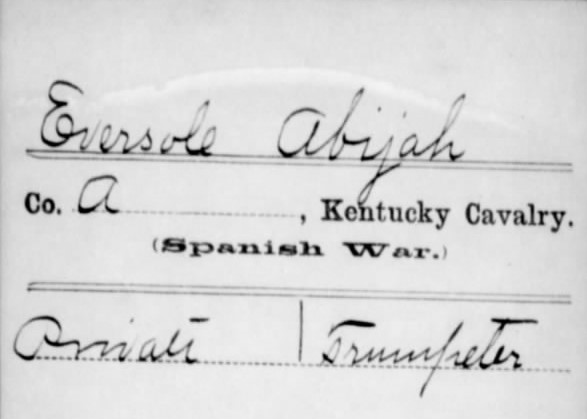 Eversole Abijah
Co. A, Kentucky Cavalry.
(Spanish War.)
Private | Trumpeter